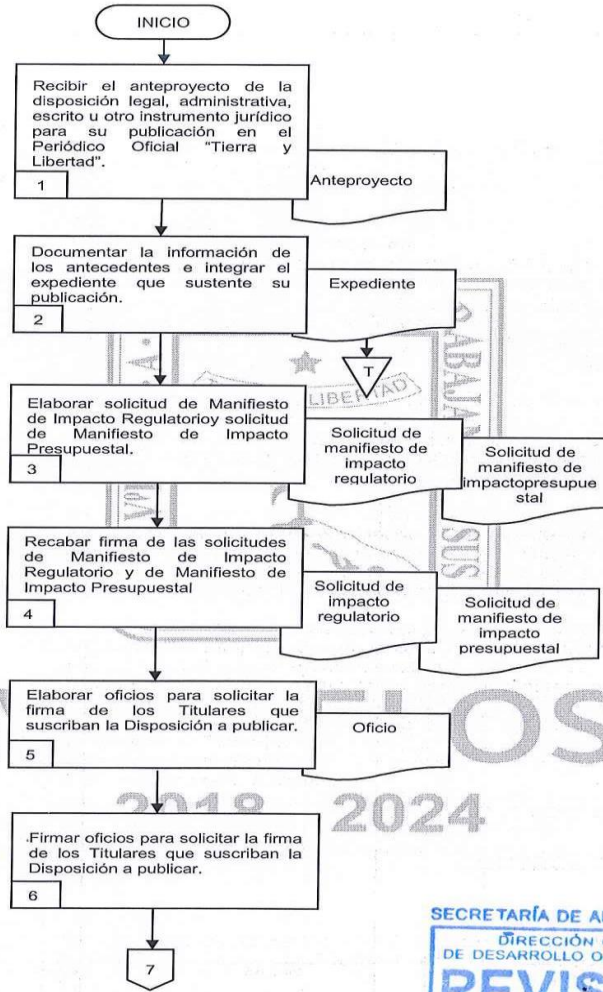 INICIO
Recibir el anteproyecto de la
disposición legal, administrativa,
escrito u otro instrumento jurídico
para su publicación en el
Periódico Oficial "Tierra y
Libertad".
1
Anteproyecto
Documentar la información de
los antecedentes e integrar el
expediente que sustente su
publicación.
2
Expediente
T
LIBERTAD
Elaborar solicitud de Manifiesto
de Impacto Regulatorioy solicitud
de Manifiesto de Impacto
Presupuestal.
3
Solicitud de
manifiesto de
impacto
regulatorio
Solicitud de
manifiesto de
impactopresupue
stal
Recabar firma de las solicitudes
de Manifiesto de Impacto
Regulatorio y de Manifiesto de
Impacto Presupuestal
4
Solicitud de
impacto
regulatorio
Solicitud de
manifiesto de
impacto
presupuestal
SUS
Elaborar oficios para solicitar la
firma de los Titulares que
suscriban la Disposición a publicar.
5
Oficio
2018 2024
.Firmar oficios para solicitar la firma
de los Titulares que suscriban la
Disposición a publicar.
6
7
SECRETARÍA DE A
DIRECCIÓN
DE DESARROLLO O
REVIS